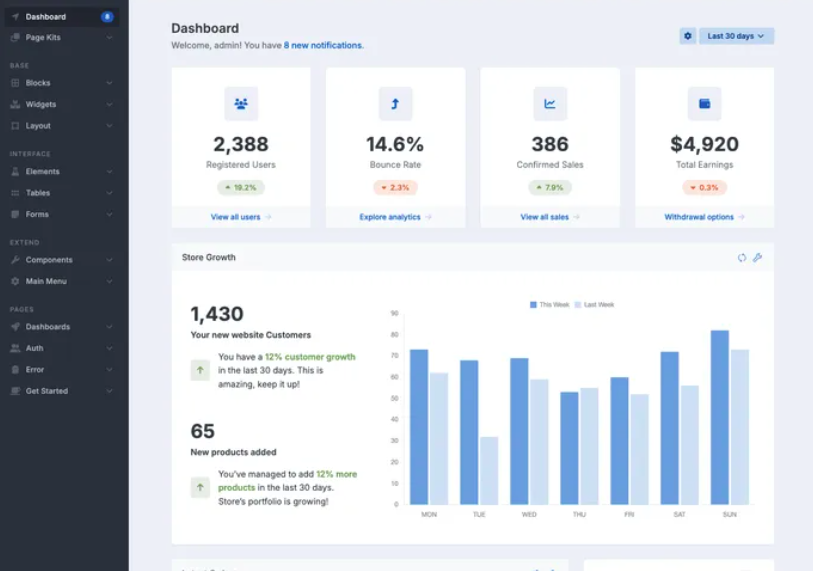 Dashboard
8
Page Kits
BASE
Blocks
Widgets
Layout
INTERFACE
Elements
Tables
Forms
EXTEND
Components
Main Menu
PAGES
Dashboards
Auth
Error
Get Started
Dashboard
Welcome, admin! You have 8 new notifications.
Last 30 days
2,388
Registered Users
19.2%
View all users
14.6%
Bounce Rate
2.3%
Explore analytics
386
Confirmed Sales
7.9%
View all sales
$4,920
Total Earnings
0.3%
Withdrawal options
Store Growth
1,430
Your new website Customers
You have a 12% customer growth
in the last 30 days. This is
amazing, keep it up!
65
New products added
You've managed to add 12% more
products in the last 30 days.
Store's portfolio is growing!
This Week
Last Week
90
80
70
60
50
40
30
20
10
0
MON
TUE
WED
THU
FRI
SAT
SUN